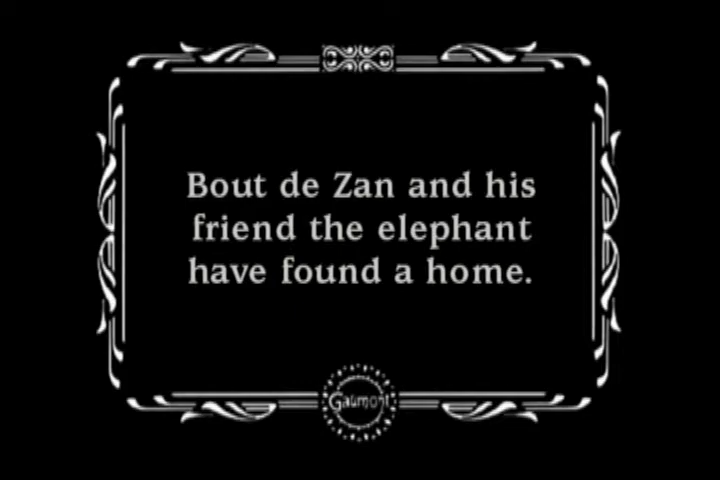 Bout de Zan and his
friend the elephant
have found a home.
Gaumont